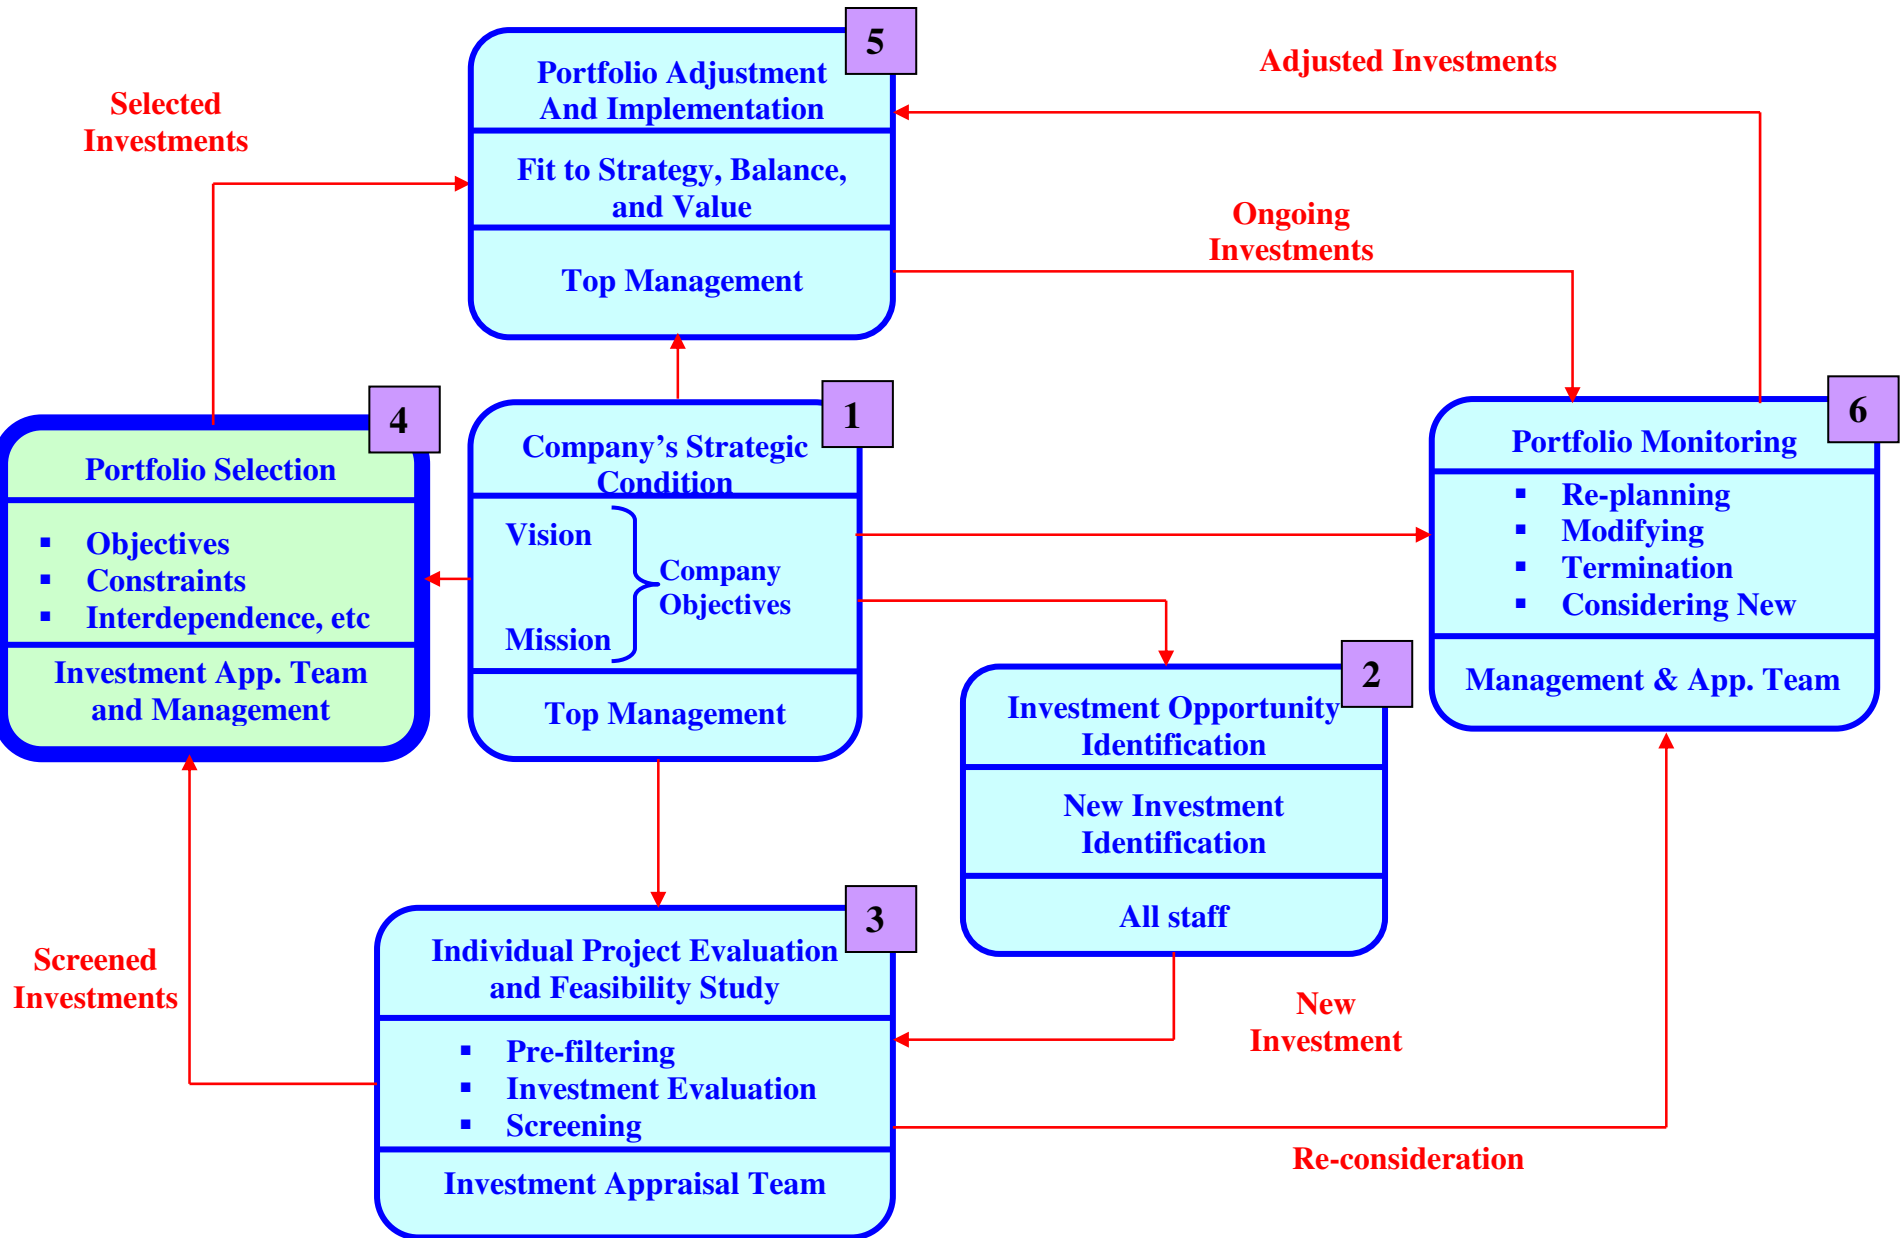 5
Portfolio Adjustment
And Implementation
Fit to Strategy, Balance,
and Value
Top Management
Adjusted Investments
Selected
Investments
Ongoing
Investments
4
Portfolio Selection
▪ Objectives
▪ Constraints
▪ Interdependence, etc
Investment App. Team
and Management
1
Company’s Strategic
Condition
Vision
Company
Objectives
Mission
Top Management
6
Portfolio Monitoring
▪ Re-planning
▪ Modifying
▪ Termination
▪ Considering New
Management & App. Team
2
Investment Opportunity
Identification
New Investment
Identification
All staff
3
Individual Project Evaluation
and Feasibility Study
▪ Pre-filtering
▪ Investment Evaluation
▪ Screening
Investment Appraisal Team
Screened
Investments
New
Investment
Re-consideration